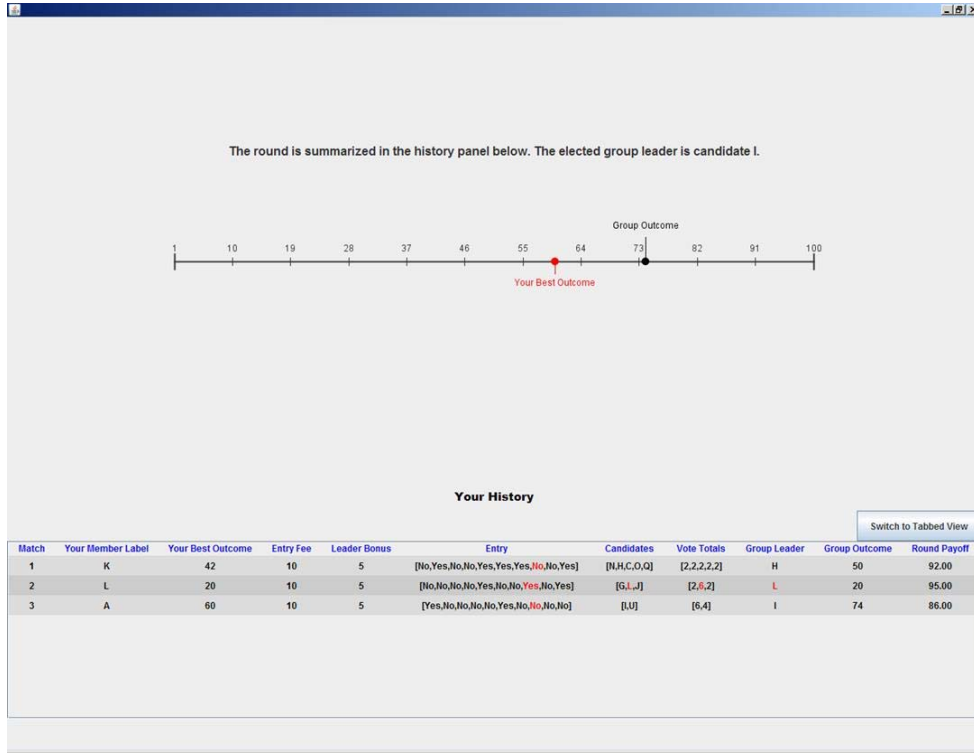 The round is summarized in the history panel below. The elected group leader is candidate I.
Group Outcome
1 10 19 28 37 46 55 64 73 82 91 100
Your Best Outcome
Your History
Switch to Tabbed View
Match Your Member Label Your Best Outcome Entry Fee Leader Bonus Entry Candidates Vote Totals Group Leader Group Outcome Round Payoff
1 K 42 10 5 [No,Yes,No,No,Yes,Yes,Yes,No,No,Yes] [N,H,C,O,Q] [2,2,2,2,2] H 50 92.00
2 L 20 10 5 [No,No,No,No,Yes,No,No,Yes,No,Yes] [G,L,J] [2,6,2] L 20 95.00
3 A 60 10 5 [Yes,No,No,No,No,Yes,No,No,No,No] [I,U] [6,4] I 74 86.00